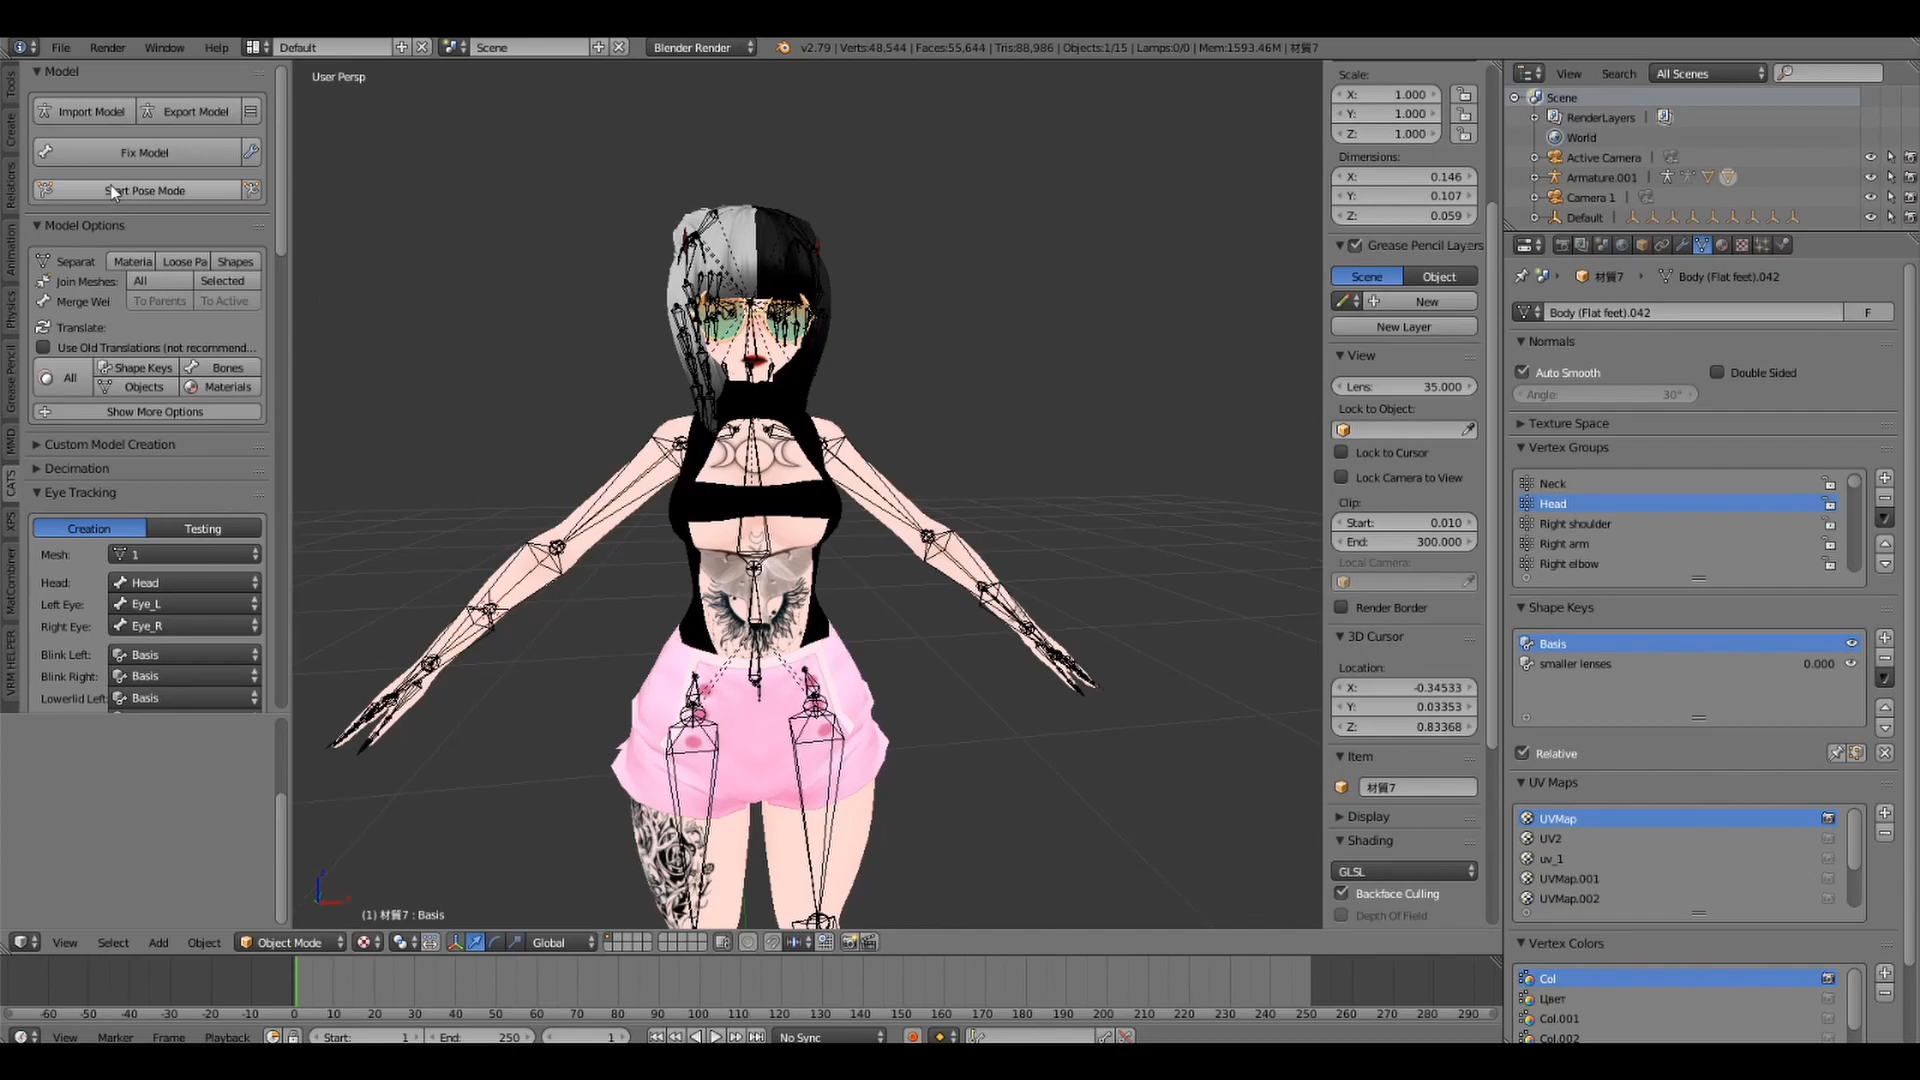 File Render Window Help Default Scene Blender Render v2.79 | Verts:48,544 | Faces:55,644 | Tris:88,986 | Objects:1/15 | Lamps:0/0 | Mem:1593.46M | 材質7
Model
Import Model Export Model
Fix Model
Start Pose Mode
Model Options
Separat Materia Loose Pa Shapes
Join Meshes: All Selected
Merge Wei To Parents To Active
Translate:
Use Old Translations (not recommend...
All Shape Keys Bones
Objects Materials
Show More Options
Custom Model Creation
Decimation
Eye Tracking
Creation Testing
Mesh: 1
Head: Head
Left Eye: Eye_L
Right Eye: Eye_R
Blink Left: Basis
Blink Right: Basis
Lowerlid Left: Basis
Tools
Create
Relations
Animation
Physics
Grease Pencil
MMD
CATS
XPS
MatCombiner
VRM HELPER
User Persp
(1) 材質7 : Basis
Scale:
X: 1.000
Y: 1.000
Z: 1.000
Dimensions:
X: 0.146
Y: 0.107
Z: 0.059
Grease Pencil Layers
Scene Object
New
New Layer
View
Lens: 35.000
Lock to Object:
Lock to Cursor
Lock Camera to View
Clip:
Start: 0.010
End: 300.000
Local Camera:
Render Border
3D Cursor
Location:
X: -0.34533
Y: 0.03353
Z: 0.83368
Item
材質7
Display
Shading
GLSL
Backface Culling
Depth Of Field
View Search All Scenes
Scene
RenderLayers
World
Active Camera
Armature.001
Camera 1
Default
材質7 Body (Flat feet).042
Body (Flat feet).042 F
Normals
Auto Smooth Double Sided
Angle: 30°
Texture Space
Vertex Groups
Neck
Head
Right shoulder
Right arm
Right elbow
Shape Keys
Basis
smaller lenses 0.000
Relative
UV Maps
UVMap
UV2
uv_1
UVMap.001
UVMap.002
Vertex Colors
Col
Цвет
Col.001
Col.002
View Select Add Object Object Mode Global
-60 -50 -40 -30 -20 -10 0 10 20 30 40 50 60 70 80 90 100 110 120 130 140 150 160 170 180 190 200 210 220 230 240 250 260 270 280 290
View Marker Frame Playback Start: 1 End: 250 1 No Sync